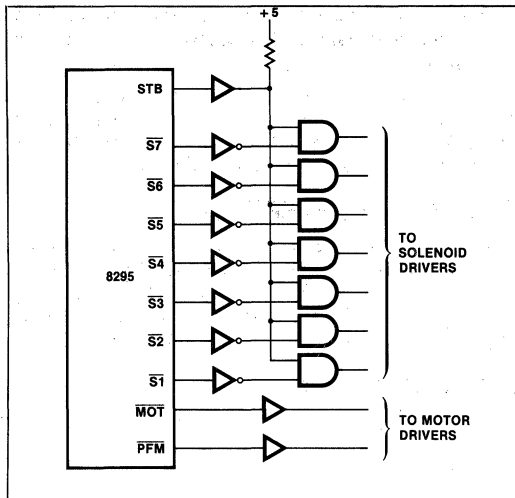 +5
STB
S7
S6
S5
S4
8295
S3
S2
S1
MOT
PFM
TO
SOLENOID
DRIVERS
TO MOTOR
DRIVERS